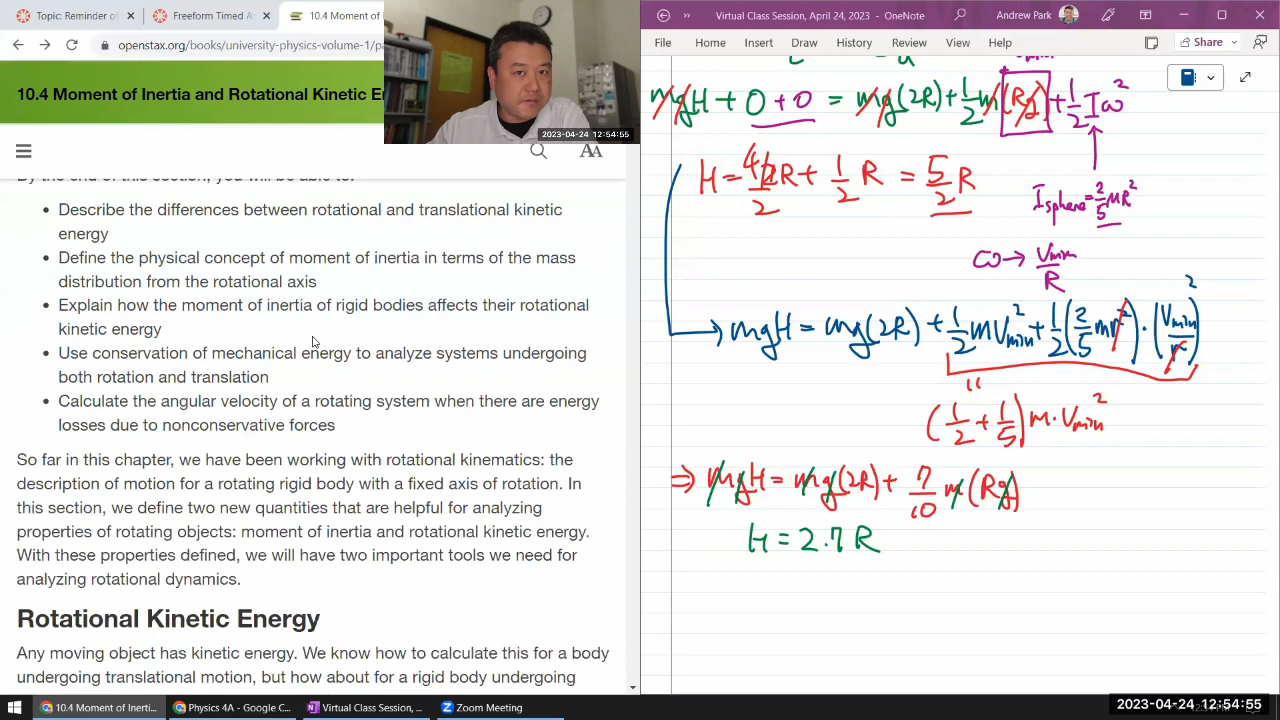 Topic: Reminder of
Freeform Timed A
10.4 Moment of I
openstax.org/books/university-physics-volume-1/pa
10.4 Moment of Inertia and Rotational Kinetic E
2023-04-24 12:54:55
AA
By the end of this section, you will be able to:
• Describe the differences between rotational and translational kinetic
energy
• Define the physical concept of moment of inertia in terms of the mass
distribution from the rotational axis
• Explain how the moment of inertia of rigid bodies affects their rotational
kinetic energy
• Use conservation of mechanical energy to analyze systems undergoing
both rotation and translation
• Calculate the angular velocity of a rotating system when there are energy
losses due to nonconservative forces
So far in this chapter, we have been working with rotational kinematics: the
description of motion for a rotating rigid body with a fixed axis of rotation. In
this section, we define two new quantities that are helpful for analyzing
properties of rotating objects: moment of inertia and rotational kinetic energy.
With these properties defined, we will have two important tools we need for
analyzing rotational dynamics.
Rotational Kinetic Energy
Any moving object has kinetic energy. We know how to calculate this for a body
undergoing translational motion, but how about for a rigid body undergoing
Virtual Class Session, April 24, 2023 - OneNote
Andrew Park
File Home Insert Draw History View Help
Share
mgH + 0 + 0 = mg(2R) + 1/2 m(Rg) + 1/2 Iω²
H = 4/2 R + 1/2 R = 5/2 R
I sphere = 2/5 MR²
ω → Vmin/R
mgH = mg(2R) + 1/2 mVmin² + 1/2 (2/5 mr²) · (Vmin/r)²
"
(1/2 + 1/5) m · Vmin²
⇒ mgH = mg(2R) + 7/10 m(Rg)
H = 2.7 R
10.4 Moment of Inerti...
Physics 4A - Google C...
Virtual Class Session, ...
Zoom Meeting
2023-04-24 12:54:55